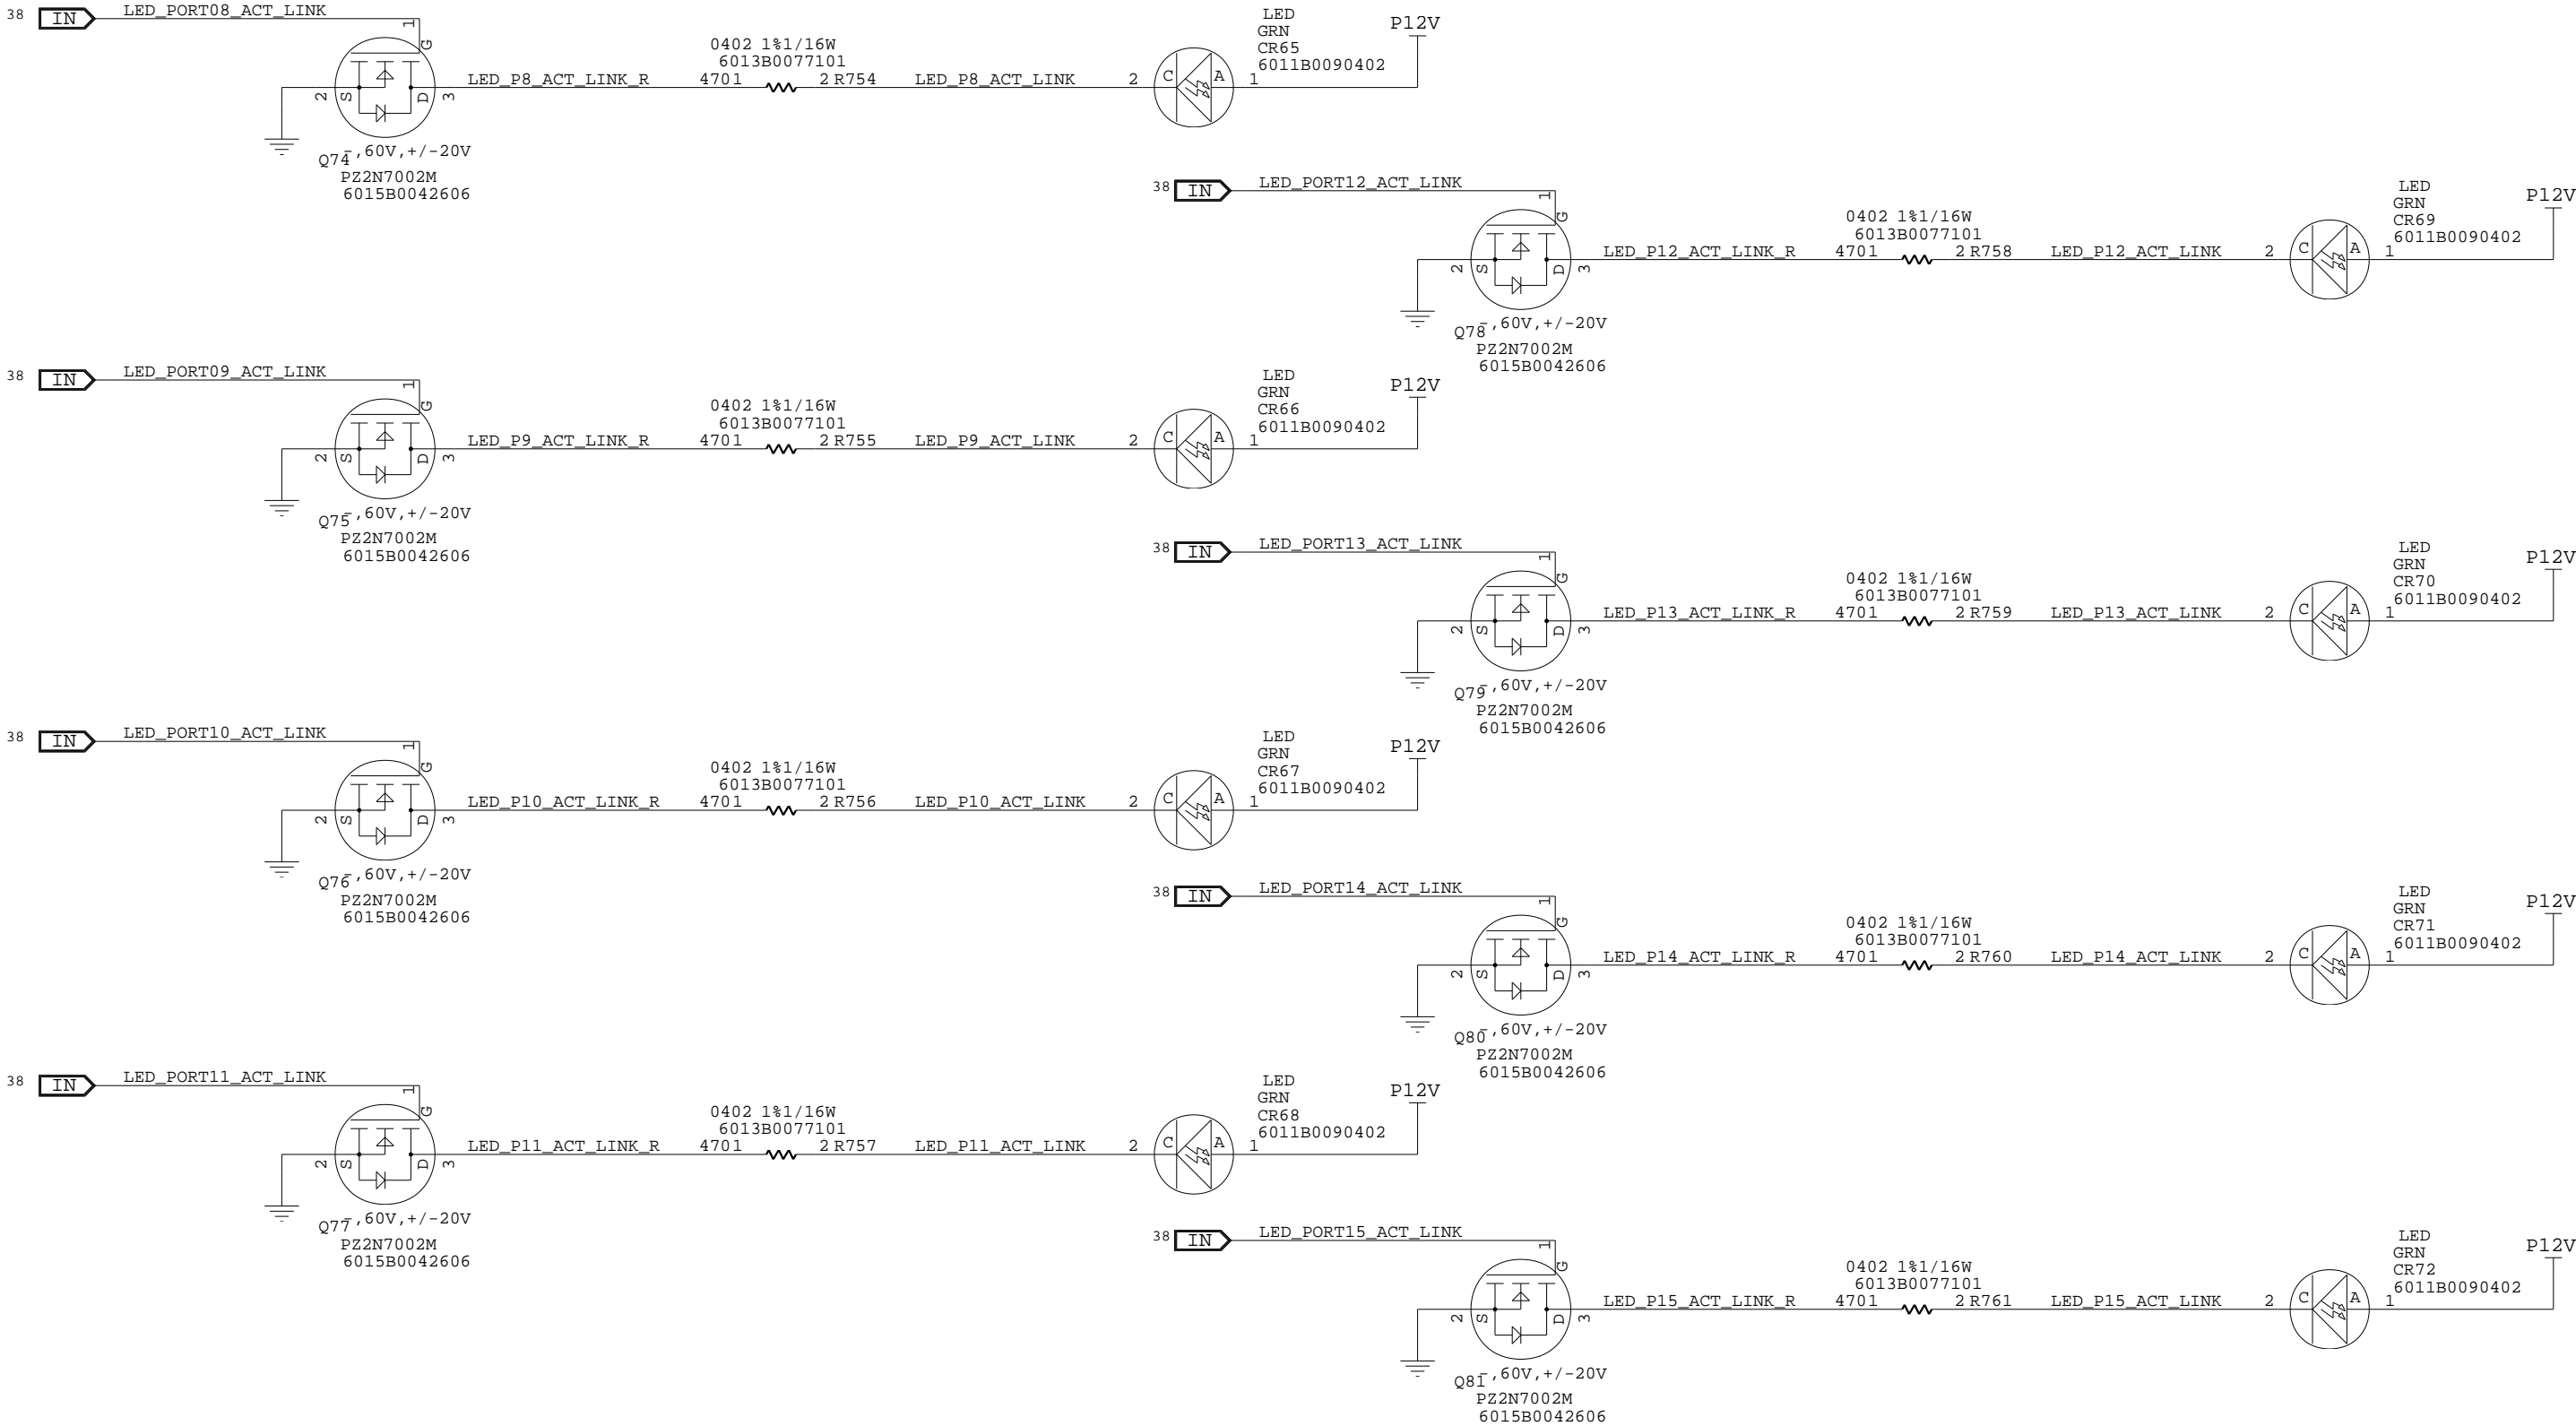 38 IN LED_PORT08_ACT_LINK
1
G
S
D
2
3
Q74 -,60V,+/-20V
PZ2N7002M
6015B0042606
LED_P8_ACT_LINK_R
0402 1%1/16W
6013B0077101
4701 2 R754
LED_P8_ACT_LINK
2
C
A
1
LED
GRN
CR65
6011B0090402
P12V
38 IN LED_PORT12_ACT_LINK
1
G
S
D
2
3
Q78 -,60V,+/-20V
PZ2N7002M
6015B0042606
LED_P12_ACT_LINK_R
0402 1%1/16W
6013B0077101
4701 2 R758
LED_P12_ACT_LINK
2
C
A
1
LED
GRN
CR69
6011B0090402
P12V
38 IN LED_PORT09_ACT_LINK
1
G
S
D
2
3
Q75 -,60V,+/-20V
PZ2N7002M
6015B0042606
LED_P9_ACT_LINK_R
0402 1%1/16W
6013B0077101
4701 2 R755
LED_P9_ACT_LINK
2
C
A
1
LED
GRN
CR66
6011B0090402
P12V
38 IN LED_PORT13_ACT_LINK
1
G
S
D
2
3
Q79 -,60V,+/-20V
PZ2N7002M
6015B0042606
LED_P13_ACT_LINK_R
0402 1%1/16W
6013B0077101
4701 2 R759
LED_P13_ACT_LINK
2
C
A
1
LED
GRN
CR70
6011B0090402
P12V
38 IN LED_PORT10_ACT_LINK
1
G
S
D
2
3
Q76 -,60V,+/-20V
PZ2N7002M
6015B0042606
LED_P10_ACT_LINK_R
0402 1%1/16W
6013B0077101
4701 2 R756
LED_P10_ACT_LINK
2
C
A
1
LED
GRN
CR67
6011B0090402
P12V
38 IN LED_PORT14_ACT_LINK
1
G
S
D
2
3
Q80 -,60V,+/-20V
PZ2N7002M
6015B0042606
LED_P14_ACT_LINK_R
0402 1%1/16W
6013B0077101
4701 2 R760
LED_P14_ACT_LINK
2
C
A
1
LED
GRN
CR71
6011B0090402
P12V
38 IN LED_PORT11_ACT_LINK
1
G
S
D
2
3
Q77 -,60V,+/-20V
PZ2N7002M
6015B0042606
LED_P11_ACT_LINK_R
0402 1%1/16W
6013B0077101
4701 2 R757
LED_P11_ACT_LINK
2
C
A
1
LED
GRN
CR68
6011B0090402
P12V
38 IN LED_PORT15_ACT_LINK
1
G
S
D
2
3
Q81 -,60V,+/-20V
PZ2N7002M
6015B0042606
LED_P15_ACT_LINK_R
0402 1%1/16W
6013B0077101
4701 2 R761
LED_P15_ACT_LINK
2
C
A
1
LED
GRN
CR72
6011B0090402
P12V